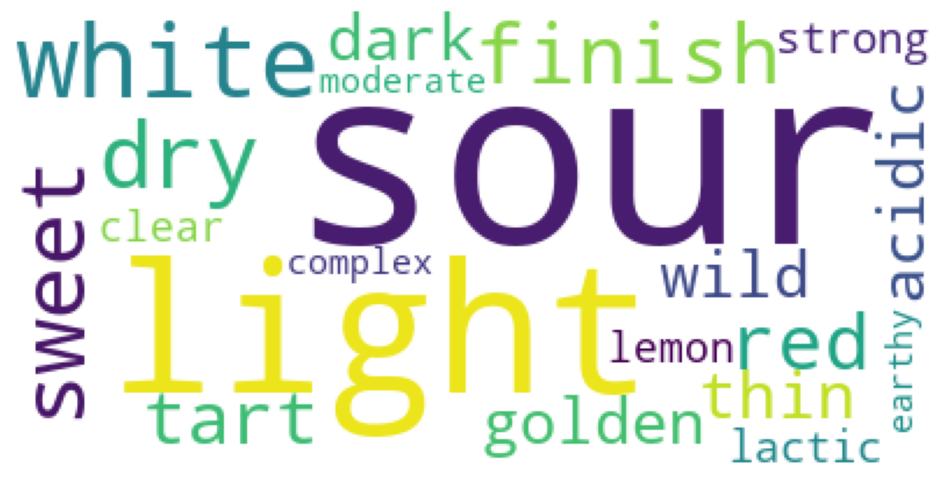 white
dark
finish
strong
moderate
sour
acidic
dry
sweet
clear
complex
light
wild
lemon
red
earthy
thin
tart
golden
lactic